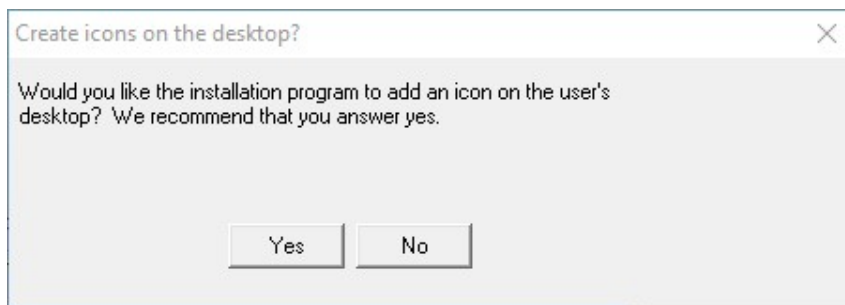 Create icons on the desktop?
Would you like the installation program to add an icon on the user's
desktop?  We recommend that you answer yes.
Yes
No